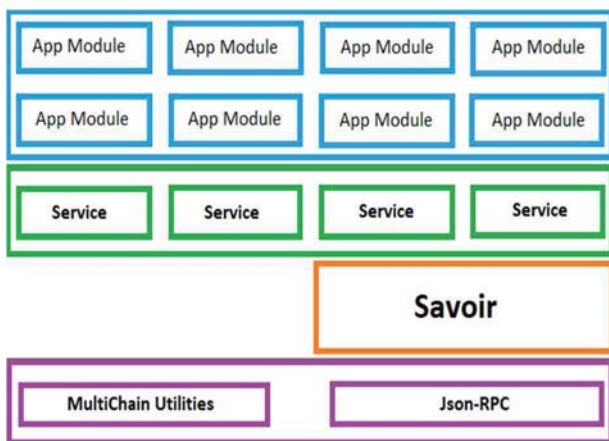 App Module App Module App Module App Module
App Module App Module App Module App Module
Service Service Service Service
Savoir
MultiChain Utilities Json-RPC